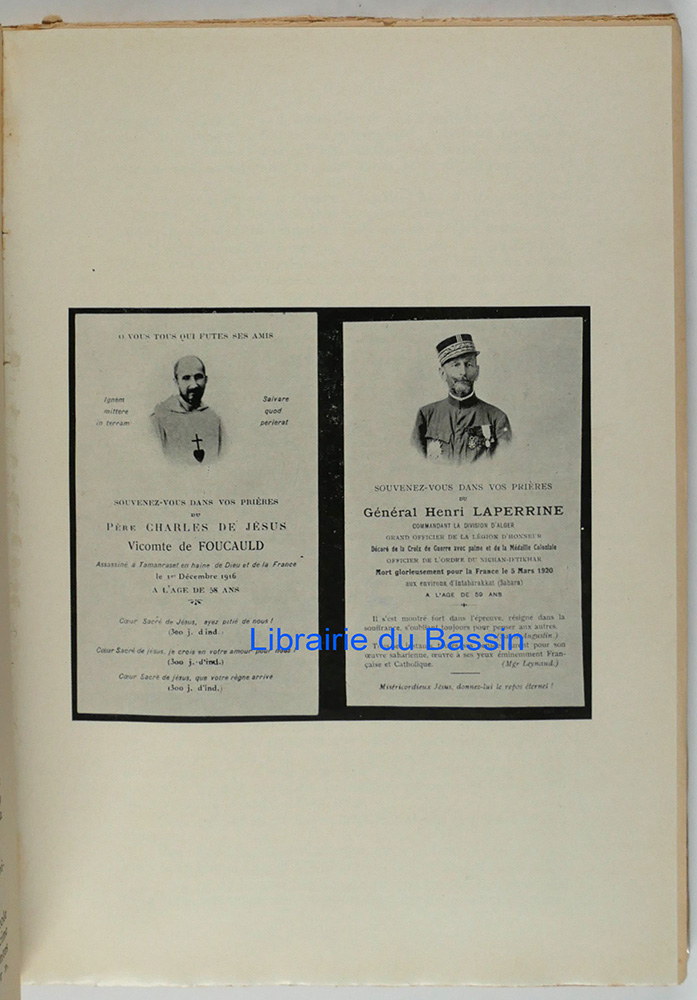 O VOUS TOUS QUI FUTES SES AMIS
Ignem
mittere
in terram
Salvare
quod
perierat
SOUVENEZ-VOUS DANS VOS PRIÈRES
DU
PÈRE CHARLES DE JÉSUS
Vicomte de FOUCAULD
Assassiné à Tamanrasset en haine de Dieu et de la France
le 1er Décembre 1916
A L'AGE DE 58 ANS
Cœur Sacré de Jésus, ayez pitié de nous !
(300 j. d'ind.
Cœur Sacré de jésus, je crois en votre amour pour nous
(300 j. d'ind.)
Cœur Sacré de jésus, que votre règne arrive
(300 j. d'ind.)
SOUVENEZ-VOUS DANS VOS PRIÈRES
DU
Général Henri LAPERRINE
COMMANDANT LA DIVISION D'ALGER
GRAND OFFICIER DE LA LÉGION D'HONNEUR
Décoré de la Croix de Guerre avec palme et de la Médaille Coloniale
OFFICIER DE L'ORDRE DU NICHAN-IFTIKHAR
Mort glorieusement pour la France le 5 Mars 1920
aux environs d'Intabarakkat (Sahara)
A L'AGE DE 59 ANS
Il s'est montré fort dans l'épreuve, résigné dans la
souffrance, s'oubliant toujours pour penser aux autres.
Augustin.)
pour son
œuvre saharienne, œuvre à ses yeux éminemment Fran-
çaise et Catholique. (Mgr Leynaud.)
Miséricordieux Jésus, donnez-lui le repos éternel !
Librairie du Bassin